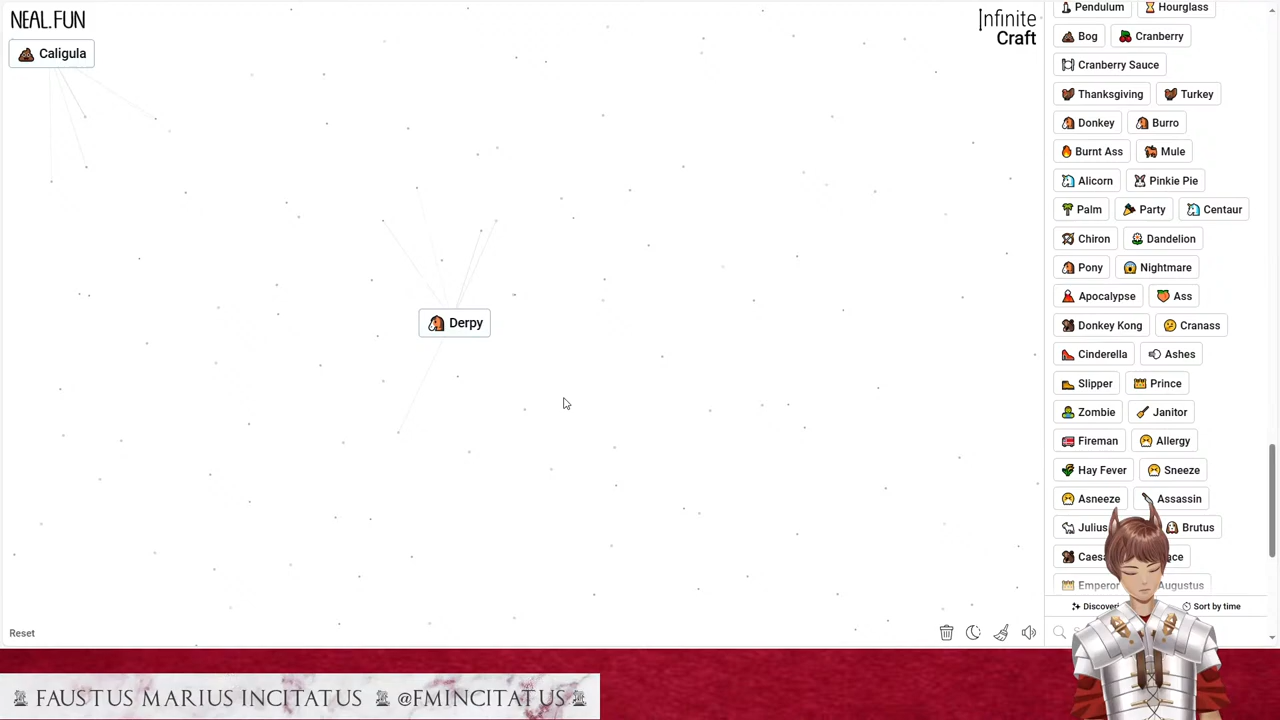 NEAL.FUN
Infinite
Craft
Caligula
Derpy
Pendulum Hourglass
Bog Cranberry
Cranberry Sauce
Thanksgiving Turkey
Donkey Burro
Burnt Ass Mule
Alicorn Pinkie Pie
Palm Party Centaur
Chiron Dandelion
Pony Nightmare
Apocalypse Ass
Donkey Kong Cranass
Cinderella Ashes
Slipper Prince
Zombie Janitor
Fireman Allergy
Hay Fever Sneeze
Asneeze Assassin
Julius Brutus
Emperor Augustus
Sort by time
Reset
FAUSTUS MARIUS INCITATUS @FMINCITATUS